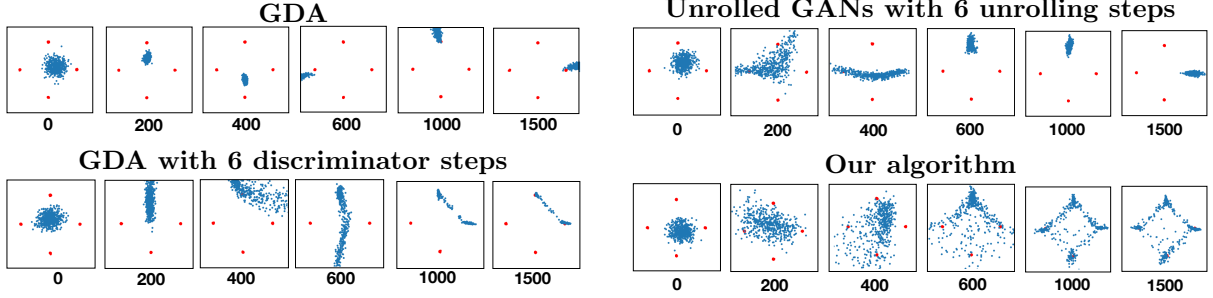 GDA
0 200 400 600 1000 1500
GDA with 6 discriminator steps
0 200 400 600 1000 1500
Unrolled GANs with 6 unrolling steps
0 200 400 600 1000 1500
Our algorithm
0 200 400 600 1000 1500